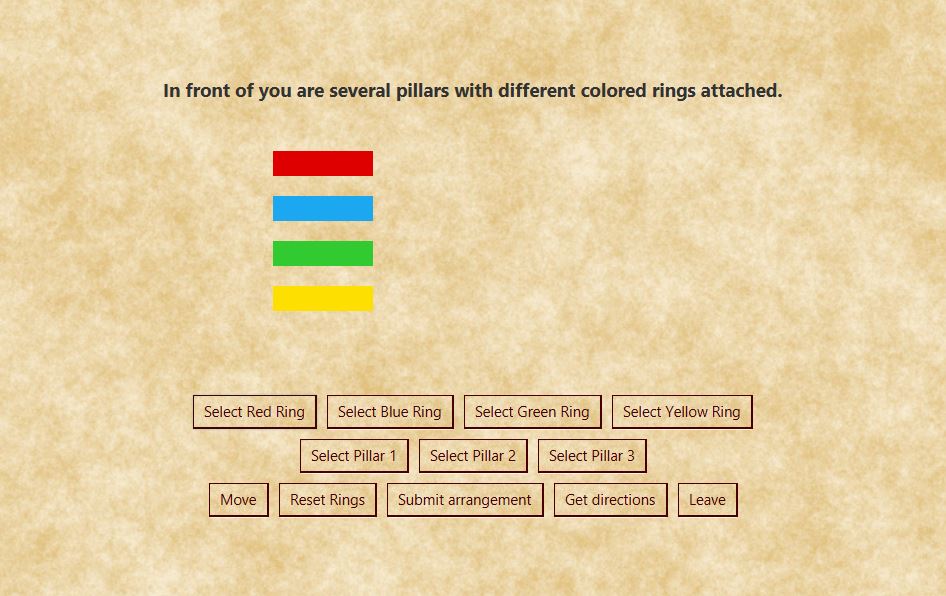 In front of you are several pillars with different colored rings attached.
Select Red Ring Select Blue Ring Select Green Ring Select Yellow Ring
Select Pillar 1 Select Pillar 2 Select Pillar 3
Move Reset Rings Submit arrangement Get directions Leave